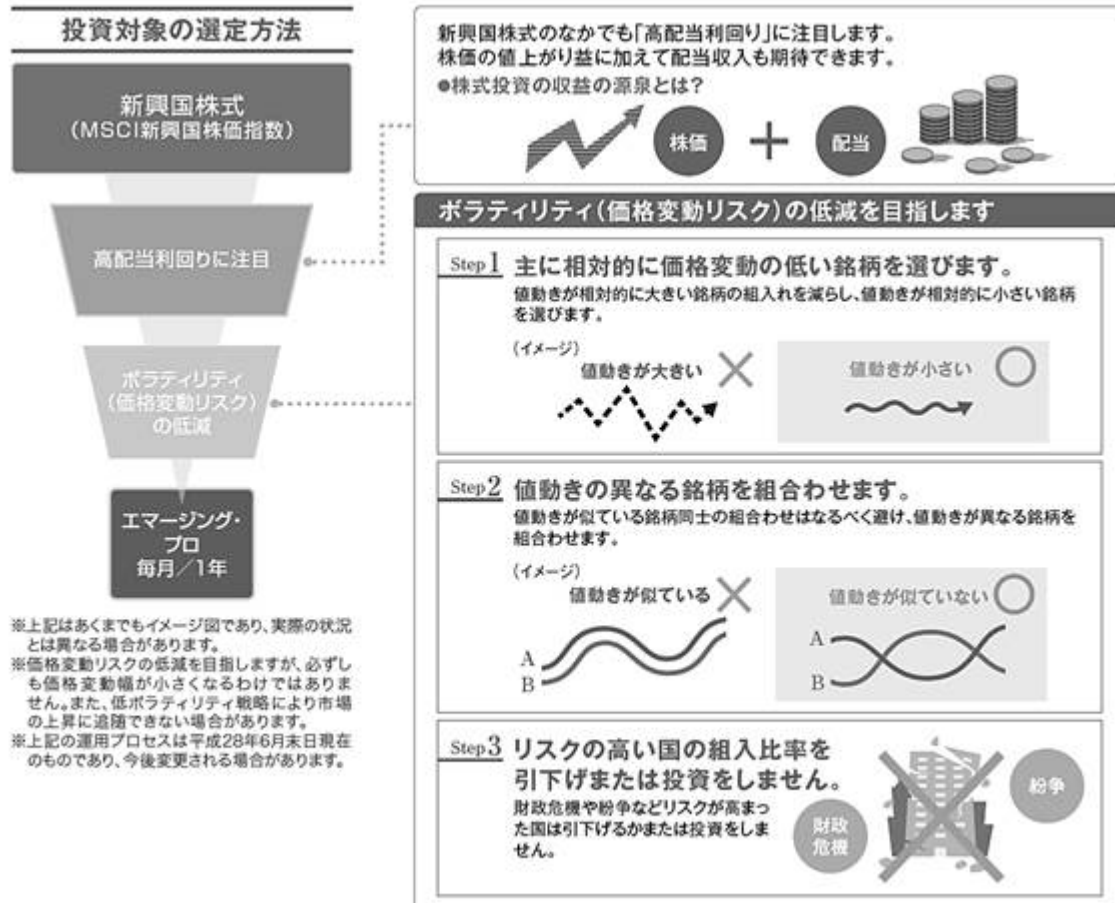 投資対象の選定方法
新興国株式
(MSCI新興国株価指数)
高配当利回りに注目
ボラティリティ
(価格変動リスク)
の低減
エマージング・
プロ
毎月/1年
※上記はあくまでもイメージ図であり、実際の状況
とは異なる場合があります。
※価格変動リスクの低減を目指しますが、必ずし
も価格変動幅が小さくなるわけではありま
せん。また、低ボラティリティ戦略により市場
の上昇に追随できない場合があります。
※上記の運用プロセスは平成28年6月末日現在
のものであり、今後変更される場合があります。
新興国株式のなかでも「高配当利回り」に注目します。
株価の値上がり益に加えて配当収入も期待できます。
●株式投資の収益の源泉とは?
株価 + 配当
ボラティリティ(価格変動リスク)の低減を目指します
Step1 主に相対的に価格変動の低い銘柄を選びます。
値動きが相対的に大きい銘柄の組入れを減らし、値動きが相対的に小さい銘柄
を選びます。
(イメージ)
値動きが大きい
値動きが小さい
Step2 値動きの異なる銘柄を組合わせます。
値動きが似ている銘柄同士の組合わせはなるべく避け、値動きが異なる銘柄を
組合わせます。
(イメージ)
値動きが似ている
A
B
値動きが似ていない
A
B
Step3 リスクの高い国の組入比率を
引下げまたは投資をしません。
財政危機や紛争などリスクが高まっ
た国は引下げるかまたは投資をしま
せん。
財政
危機
紛争